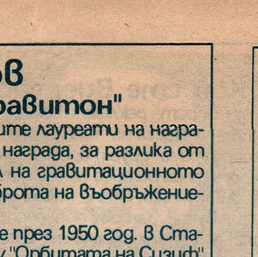 ов
равитон"
ите лауреати на награ-
награда, за разлика от
на гравитационното
брота на въображение-
е през 1950 год. в Ста-
"Орбитата на Сизиф"